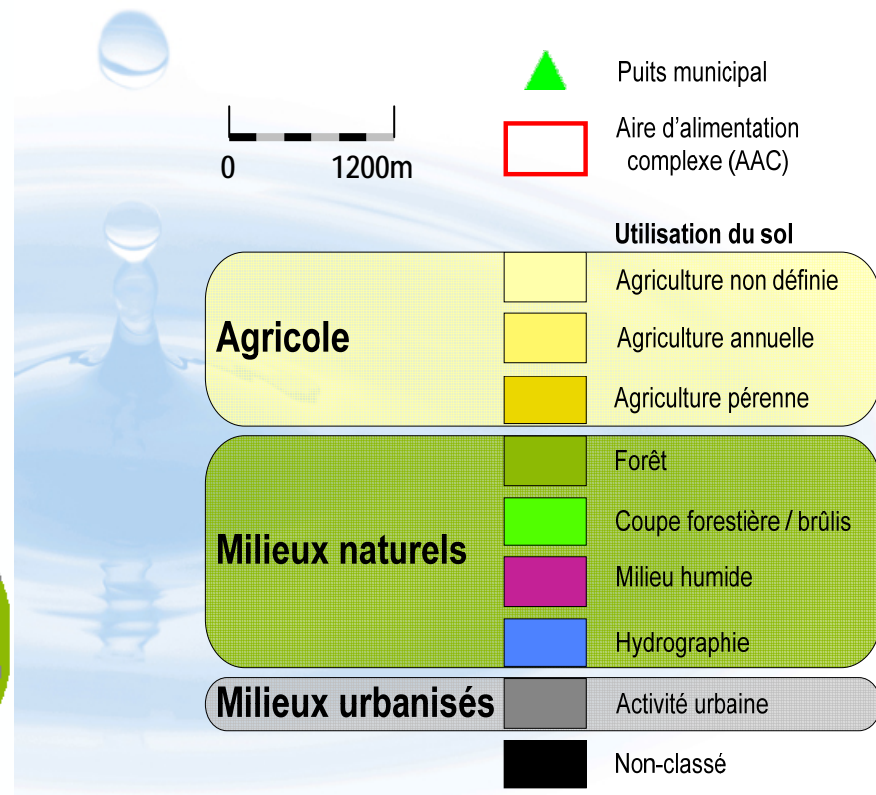 Puits municipal
Aire d'alimentation
complexe (AAC)
0 1200m
Utilisation du sol
Agricole
Agriculture non définie
Agriculture annuelle
Agriculture pérenne
Milieux naturels
Forêt
Coupe forestière / brûlis
Milieu humide
Hydrographie
Milieux urbanisés
Activité urbaine
Non-classé